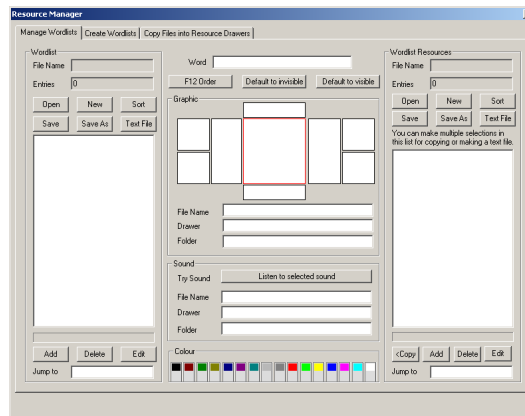 Resource Manager
Manage Wordlists Create Wordlists Copy Files into Resource Drawers
Wordlist
File Name
Entries 0
Open New Sort
Save Save As Text File
Add Delete Edit
Jump to
Word
F12 Order Default to invisible Default to visible
Graphic
File Name
Drawer
Folder
Sound
Try Sound Listen to selected sound
File Name
Drawer
Folder
Colour
Wordlist Resources
File Name
Entries 0
Open New Sort
Save Save As Text File
You can make multiple selections in
this list for copying or making a text file.
<Copy Add Delete Edit
Jump to